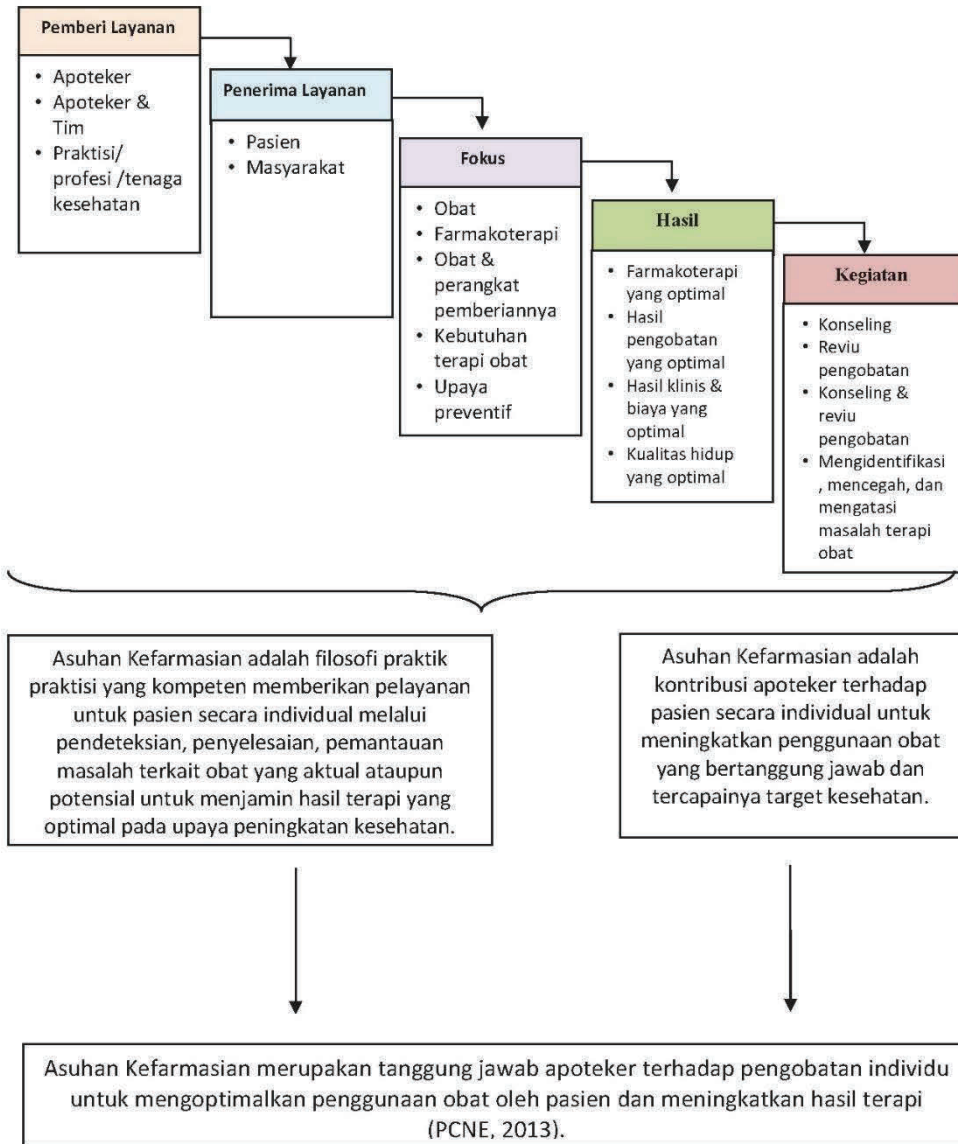 Pemberi Layanan
• Apoteker
• Apoteker &
Tim
• Praktisi/
profesi /tenaga
kesehatan
Penerima Layanan
• Pasien
• Masyarakat
Fokus
• Obat
• Farmakoterapi
• Obat &
perangkat
pemberiannya
• Kebutuhan
terapi obat
• Upaya
preventif
Hasil
• Farmakoterapi
yang optimal
• Hasil
pengobatan
yang optimal
• Hasil klinis &
biaya yang
optimal
• Kualitas hidup
yang optimal
Kegiatan
• Konseling
• Reviu
pengobatan
• Konseling &
reviu
pengobatan
• Mengidentifikasi
, mencegah, dan
mengatasi
masalah terapi
obat
Asuhan Kefarmasian adalah filosofi praktik
praktisi yang kompeten memberikan pelayanan
untuk pasien secara individual melalui
pendeteksian, penyelesaian, pemantauan
masalah terkait obat yang aktual ataupun
potensial untuk menjamin hasil terapi yang
optimal pada upaya peningkatan kesehatan.
Asuhan Kefarmasian adalah
kontribusi apoteker terhadap
pasien secara individual untuk
meningkatkan penggunaan obat
yang bertanggung jawab dan
tercapainya target kesehatan.
Asuhan Kefarmasian merupakan tanggung jawab apoteker terhadap pengobatan individu
untuk mengoptimalkan penggunaan obat oleh pasien dan meningkatkan hasil terapi
(PCNE, 2013).